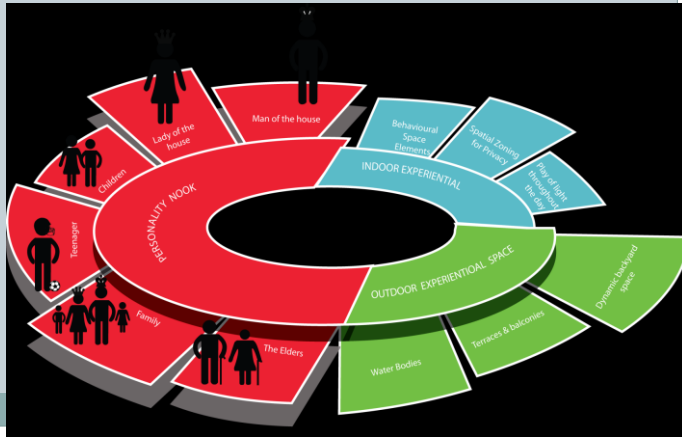 Man of the house
Lady of the
house
Children
Teenager
Family
The Elders
PERSONALITY NOOK
Behavioural
Space
Elements
Spatial Zoning
for Privacy
Play of light
throughout
the day
INDOOR EXPERIENTIAL
OUTDOOR EXPERIENTIOAL SPACE
Dynamic backyard
space
Terraces & balconies
Water Bodies